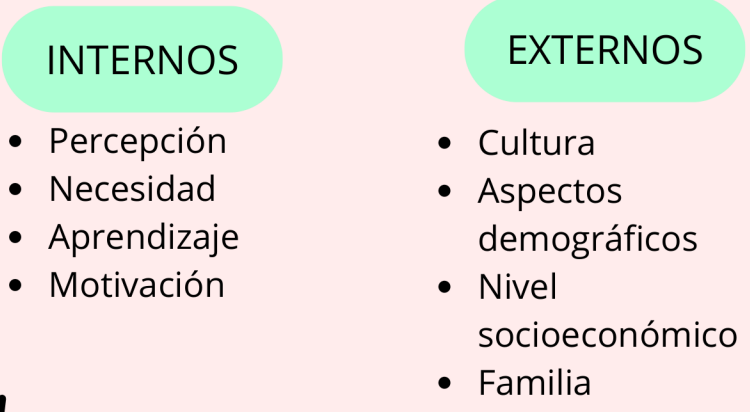 INTERNOS
• Percepción
• Necesidad
• Aprendizaje
• Motivación
EXTERNOS
• Cultura
• Aspectos
demográficos
• Nivel
socioeconómico
• Familia